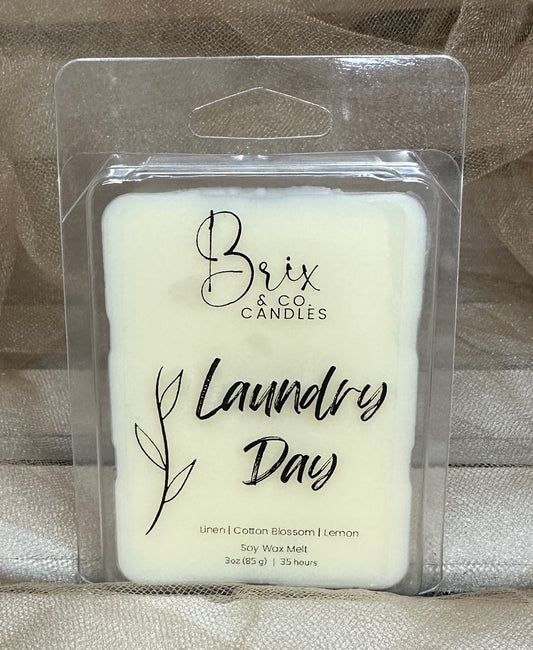 Brix
& CO.
CANDLES
Laundry
Day
Linen | Cotton Blossom | Lemon
Soy Wax Melt
3oz (85 g) | 35 hours